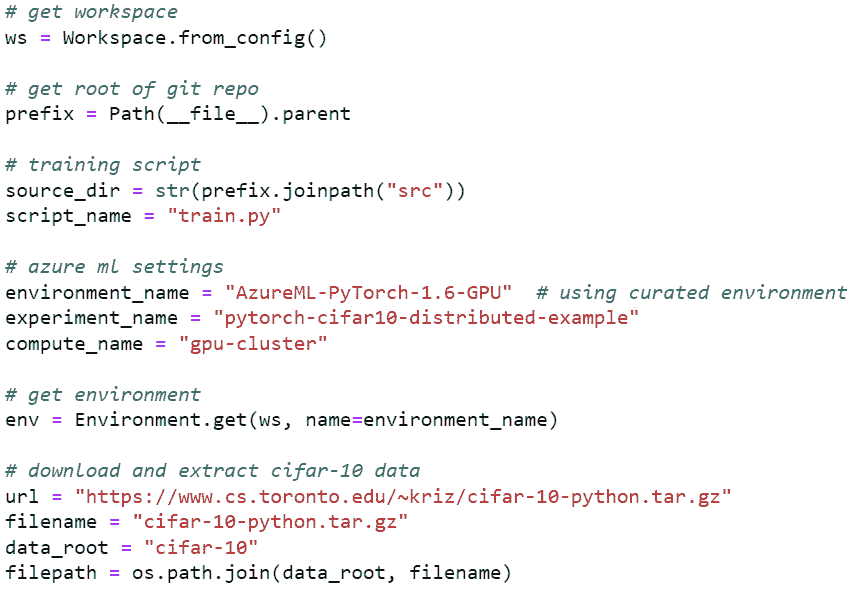 # get workspace
ws = Workspace.from_config()
# get root of git repo
prefix = Path(__file__).parent
# training script
source_dir = str(prefix.joinpath("src"))
script_name = "train.py"
# azure ml settings
environment_name = "AzureML-PyTorch-1.6-GPU"  # using curated environment
experiment_name = "pytorch-cifar10-distributed-example"
compute_name = "gpu-cluster"
# get environment
env = Environment.get(ws, name=environment_name)
# download and extract cifar-10 data
url = "https://www.cs.toronto.edu/~kriz/cifar-10-python.tar.gz"
filename = "cifar-10-python.tar.gz"
data_root = "cifar-10"
filepath = os.path.join(data_root, filename)